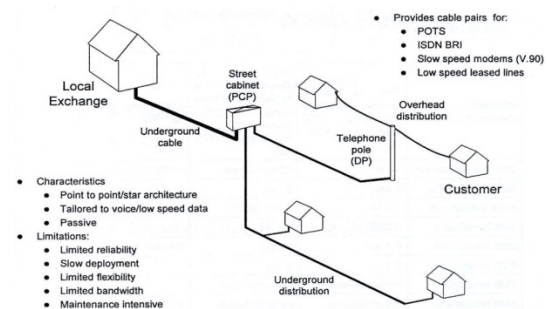 ● Provides cable pairs for:
● POTS
● ISDN BRI
● Slow speed modems (V.90)
● Low speed leased lines
Local
Exchange
Street
cabinet
(PCP)
Underground
cable
Overhead
distribution
Telephone
pole
(DP)
Customer
● Characteristics
● Point to point/star architecture
● Tailored to voice/low speed data
● Passive
● Limitations:
● Limited reliability
● Slow deployment
● Limited flexibility
● Limited bandwidth
● Maintenance intensive
Underground
distribution